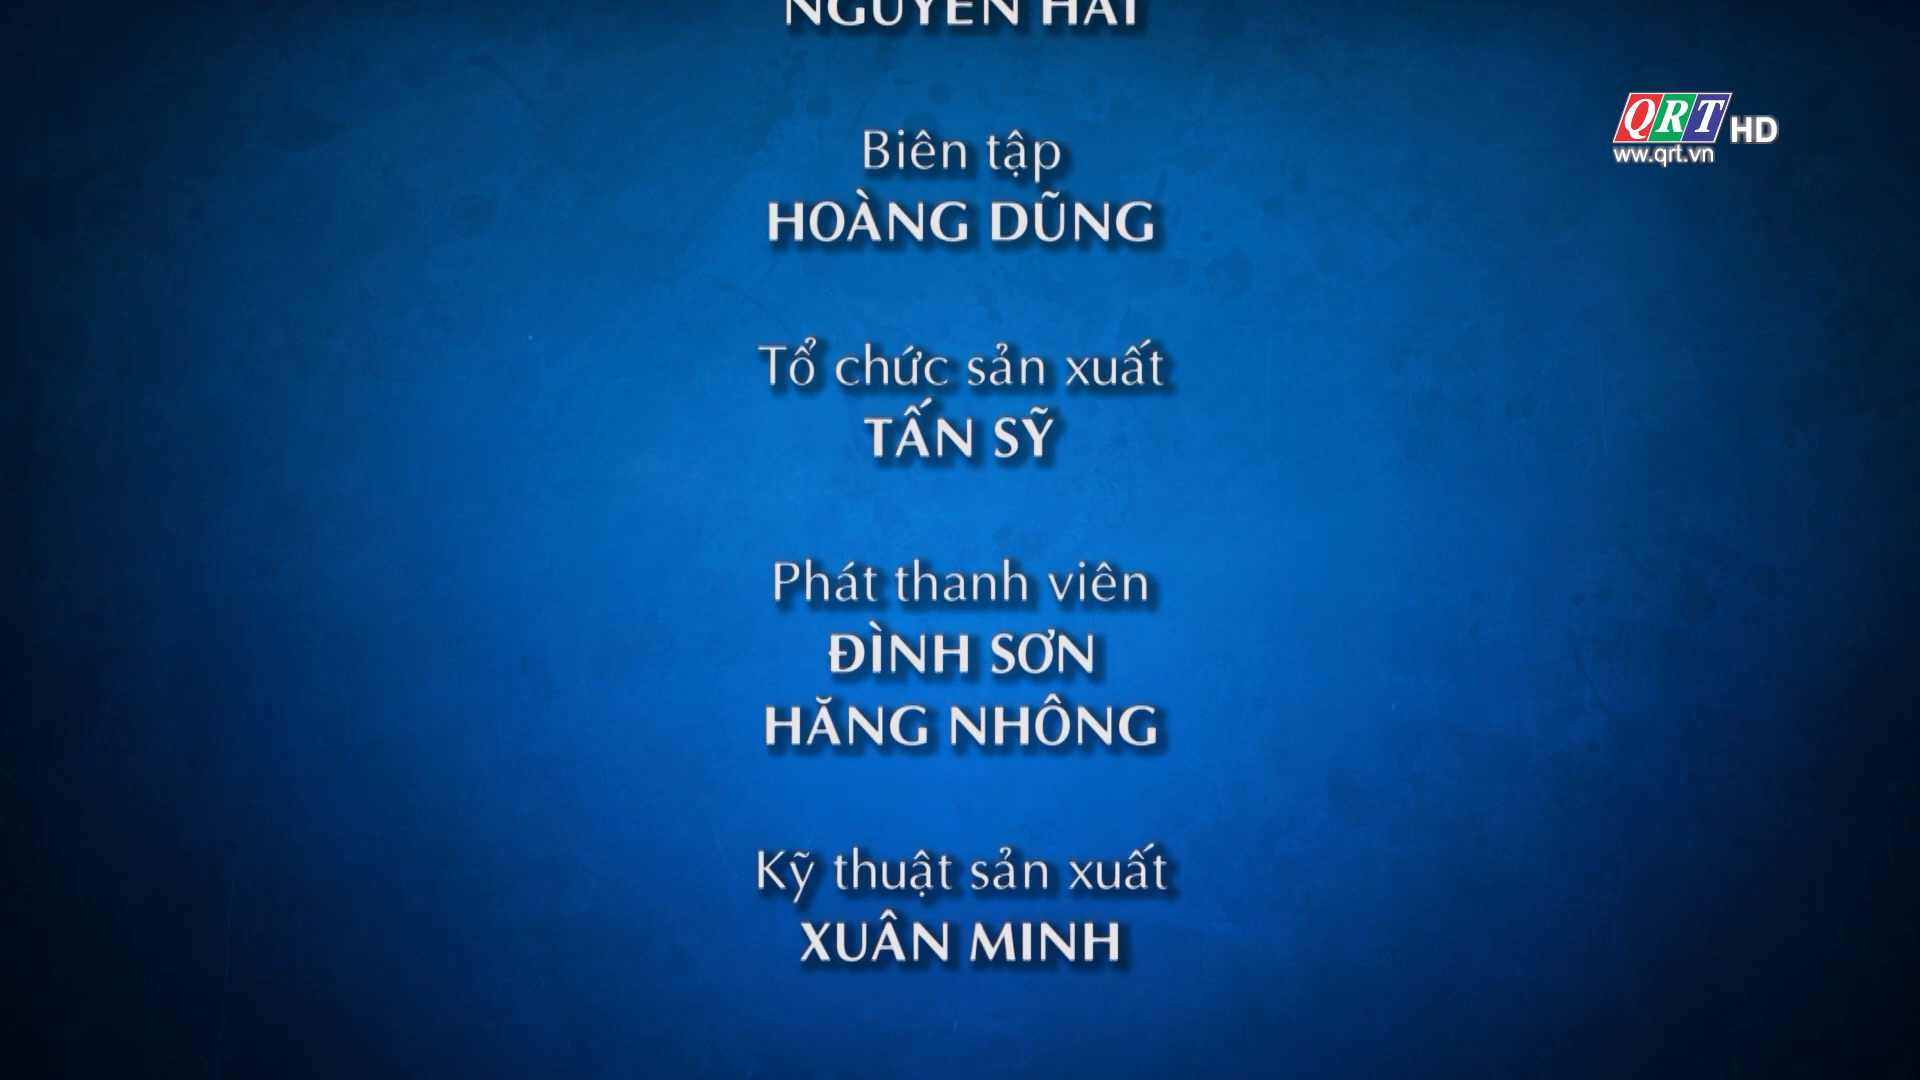 Biên tập
HOÀNG DŨNG
Tổ chức sản xuất
TẤN SỸ
Phát thanh viên
ĐÌNH SƠN
HĂNG NHÔNG
Kỹ thuật sản xuất
XUÂN MINH
QRT HD
ww.qrt.vn